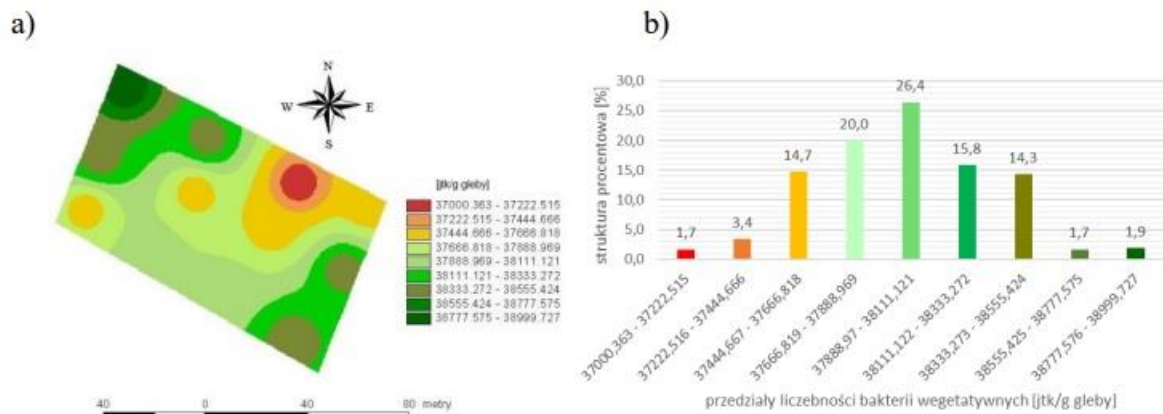 a)
N
W E
S
[jtk/g gleby]
37000.363 - 37222.515
37222.515 - 37444.666
37444.666 - 37666.818
37666.818 - 37888.969
37888.969 - 38111.121
38111.121 - 38333.272
38333.272 - 38555.424
38555.424 - 38777.575
38777.575 - 38999.727
40 0 40 80 metry
b)
struktura procentowa [%]
30,0
25,0
20,0
15,0
10,0
5,0
0,0
1,7
3,4
14,7
20,0
26,4
15,8
14,3
1,7
1,9
37000,363 - 37222,515
37222,516 - 37444,666
37444,667 - 37666,818
37666,819 - 37888,969
37888,97 - 38111,121
38111,122 - 38333,272
38333,273 - 38555,424
38555,425 - 38777,575
38777,576 - 38999,727
przedziały liczebności bakterii wegetatywnych [jtk/g gleby]